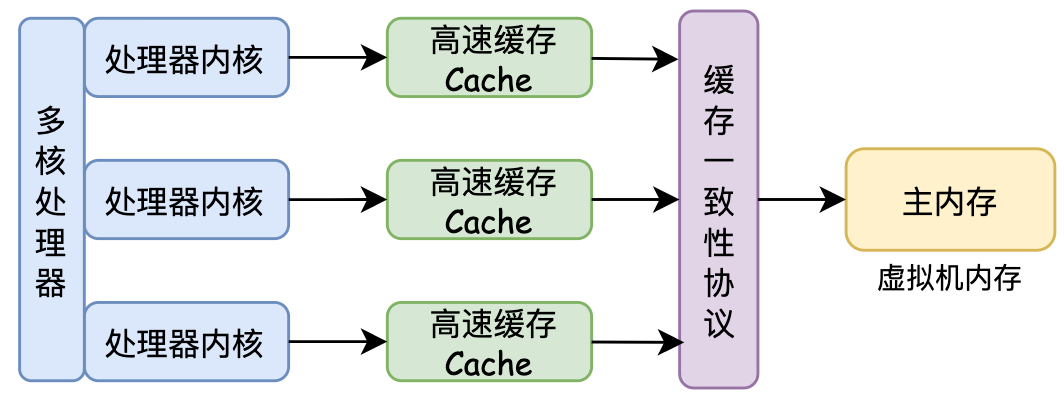 多核处理器
处理器内核
高速缓存
Cache
处理器内核
高速缓存
Cache
处理器内核
高速缓存
Cache
缓存一致性协议
主内存
虚拟机内存